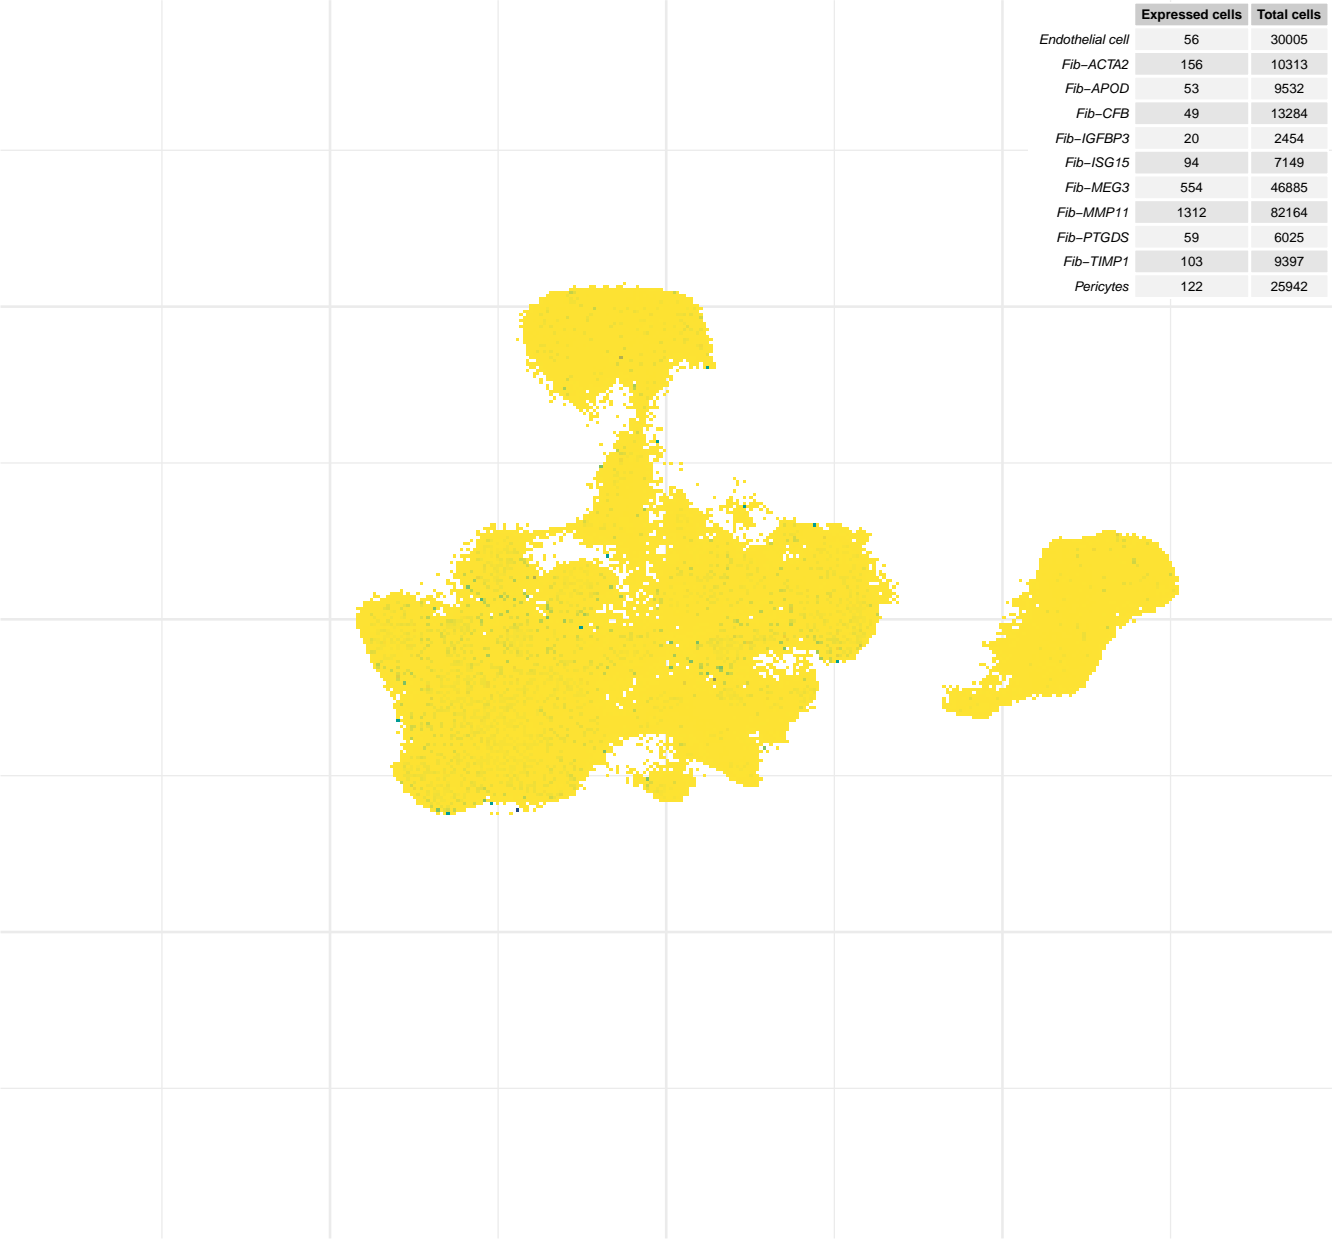 Expressed cells Total cells
Endothelial cell 56 30005
Fib−ACTA2 156 10313
Fib−APOD 53 9532
Fib−CFB 49 13284
Fib−IGFBP3 20 2454
Fib−ISG15 94 7149
Fib−MEG3 554 46885
Fib−MMP11 1312 82164
Fib−PTGDS 59 6025
Fib−TIMP1 103 9397
Pericytes 122 25942